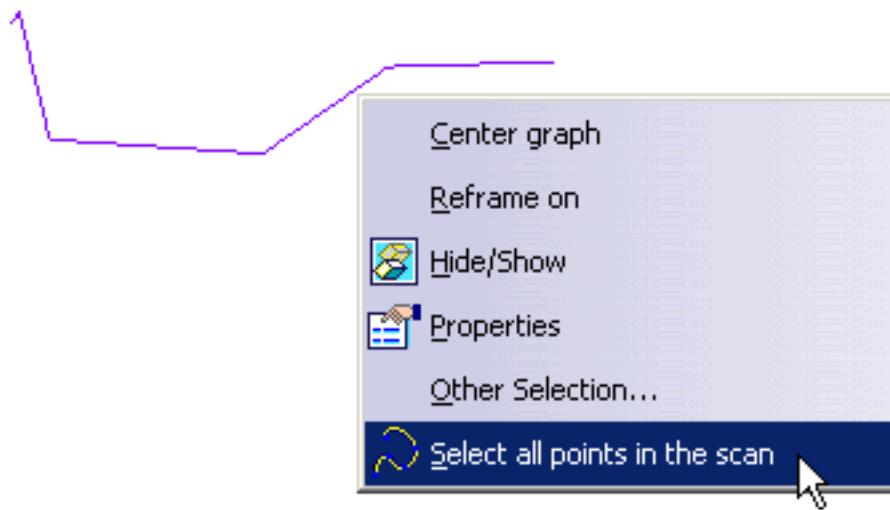 Center graph
Reframe on
Hide/Show
Properties
Other Selection...
Select all points in the scan